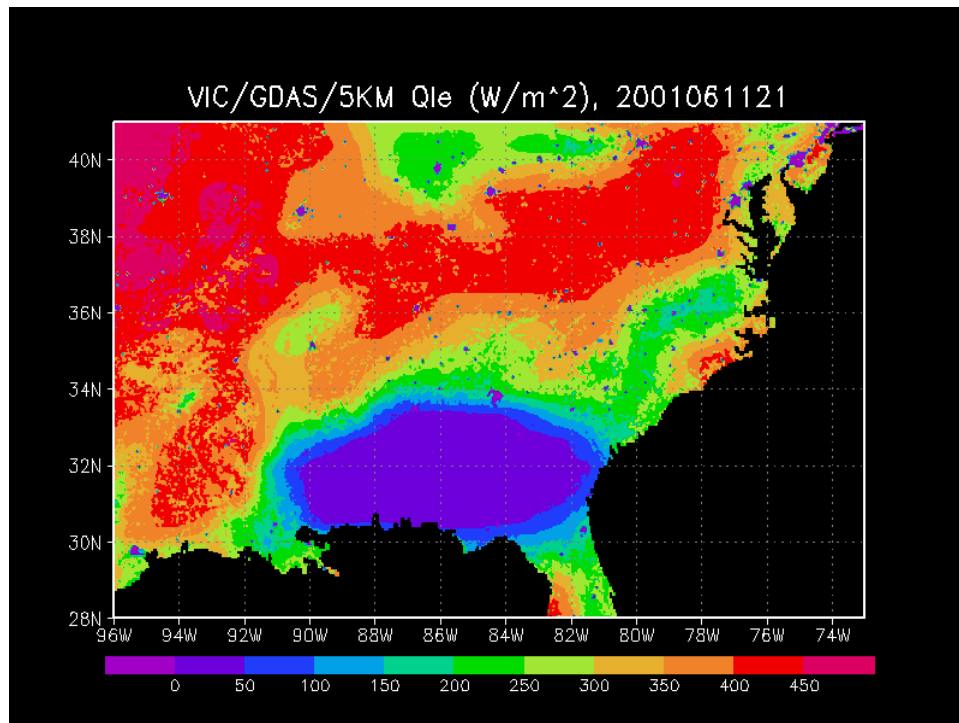 VIC/GDAS/5KM Qle (W/m^2), 2001061121
40N
38N
36N
34N
32N
30N
28N
96W 94W 92W 90W 88W 86W 84W 82W 80W 78W 76W 74W
0 50 100 150 200 250 300 350 400 450